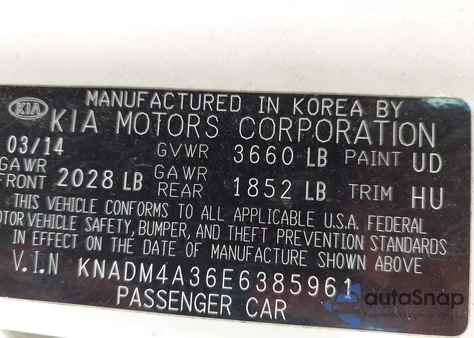 MANUFACTURED IN KOREA BY
KIA KIA MOTORS CORPORATION
03/14 GVWR 3660 LB PAINT UD
GAWR FRONT 2028 LB GAWR REAR 1852 LB TRIM HU
THIS VEHICLE CONFORMS TO ALL APPLICABLE U.S.A. FEDERAL
MOTOR VEHICLE SAFETY, BUMPER, AND THEFT PREVENTION STANDARDS
IN EFFECT ON THE DATE OF MANUFACTURE SHOWN ABOVE
V.I.N KNADM4A36E6385961
PASSENGER CAR
autoSnap